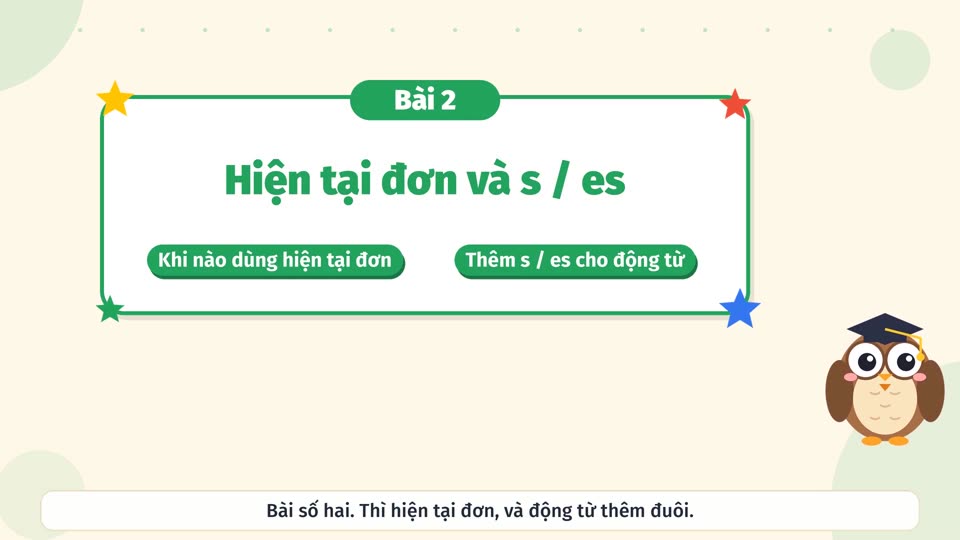 Bài 2
Hiện tại đơn và s / es
Khi nào dùng hiện tại đơn
Thêm s / es cho động từ
Bài số hai. Thì hiện tại đơn, và động từ thêm đuôi.